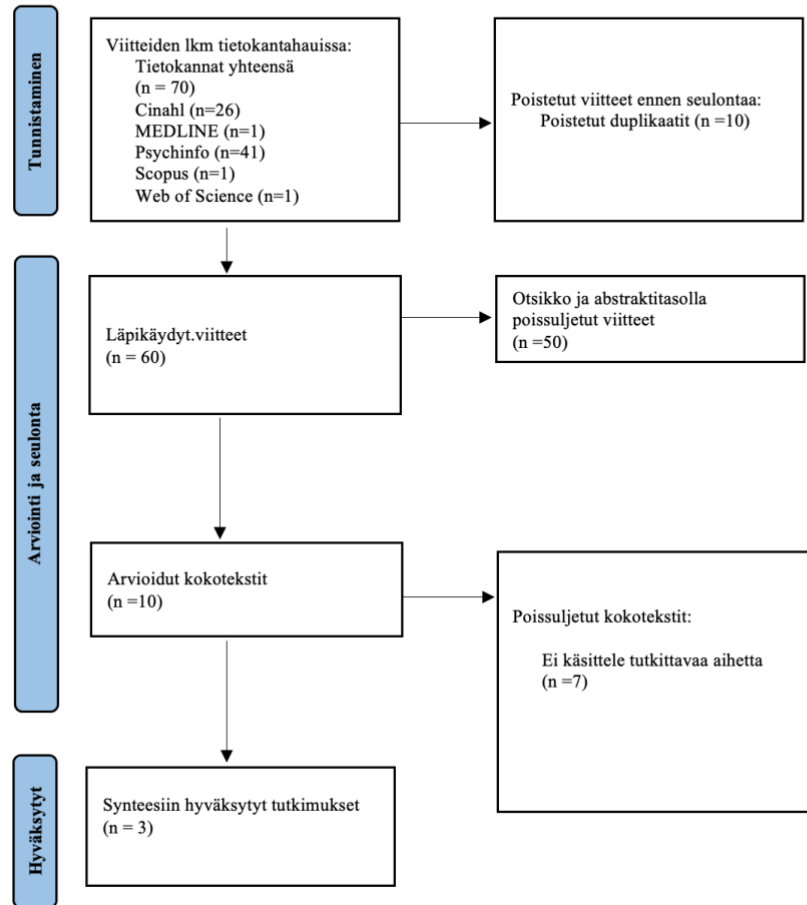 Tunnistaminen
Viitteiden lkm tietokantahauissa:
Tietokannat yhteensä
(n = 70)
Cinahl (n=26)
MEDLINE (n=1)
Psychinfo (n=41)
Scopus (n=1)
Web of Science (n=1)
Poistetut viitteet ennen seulontaa:
Poistetut duplikaatit (n =10)
Arviointi ja seulonta
Läpikäydyt.viitteet
(n = 60)
Otsikko ja abstraktitasolla
poissuljetut viitteet
(n =50)
Arvioidut kokotekstit
(n =10)
Poissuljetut kokotekstit:
Ei käsittele tutkittavaa aihetta
(n =7)
Hyväksytyt
Synteesiin hyväksytyt tutkimukset
(n = 3)